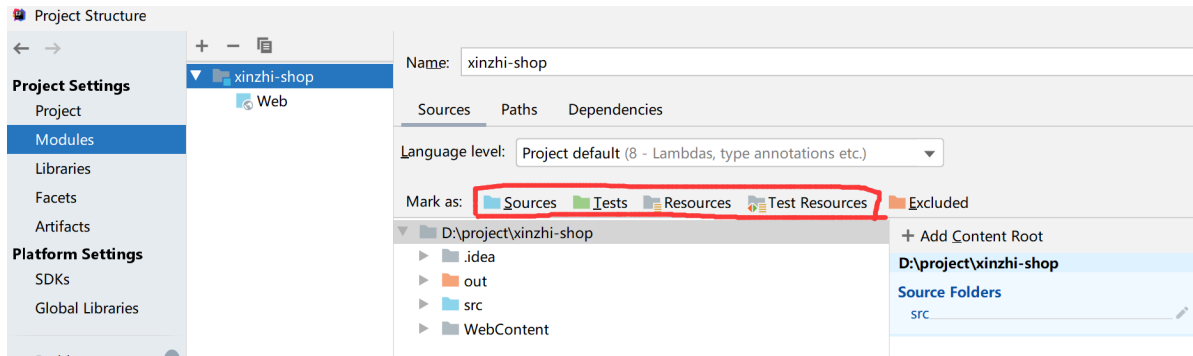 Project Structure
Project Settings
Project
Modules
Libraries
Facets
Artifacts
Platform Settings
SDKs
Global Libraries
xinzhi-shop
Web
Name: xinzhi-shop
Sources Paths Dependencies
Language level: Project default (8 - Lambdas, type annotations etc.)
Mark as: Sources Tests Resources Test Resources Excluded
D:\project\xinzhi-shop
.idea
out
src
WebContent
+ Add Content Root
D:\project\xinzhi-shop
Source Folders
src